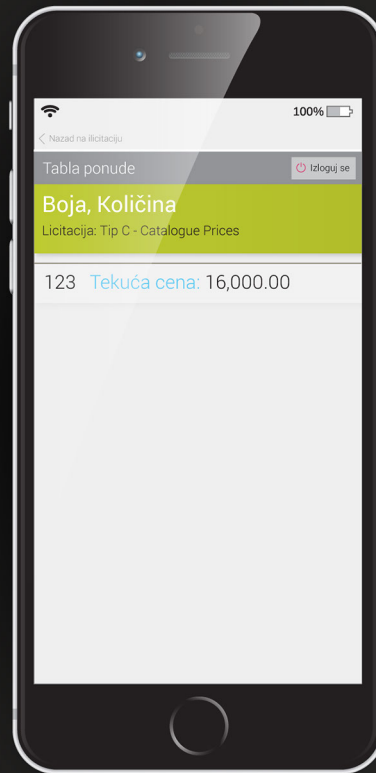 100%
Nazad na ilicitaciju
Tabla ponude
Izloguj se
Boja, Količina
Licitacija: Tip C - Catalogue Prices
123 Tekuća cena: 16,000.00